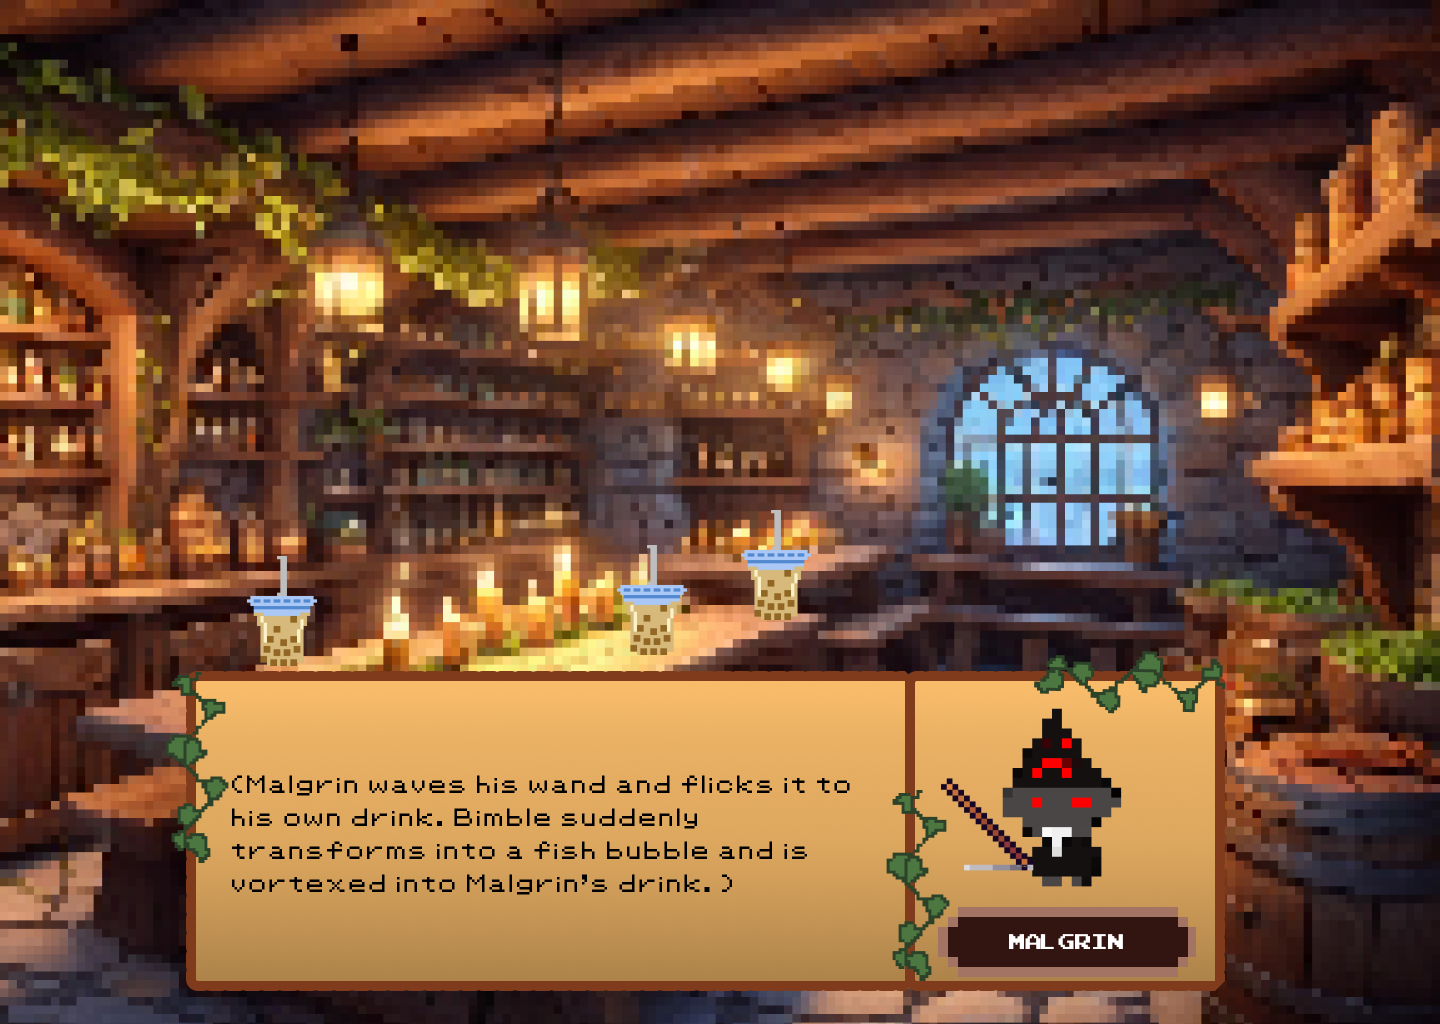 (Malgrin waves his wand and flicks it to
his own drink. Bimble suddenly
transforms into a fish bubble and is
vortexed into Malgrin's drink. )
MALGRIN